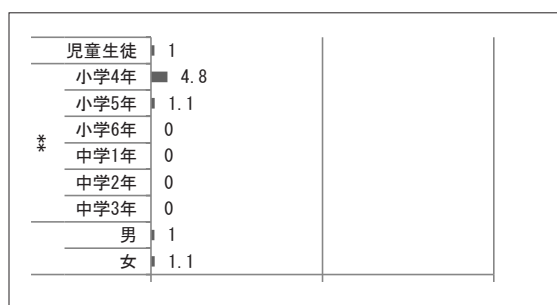 児童生徒 1
小学4年 4.8
小学5年 1.1
小学6年 0
** 中学1年 0
中学2年 0
中学3年 0
男 1
女 1.1